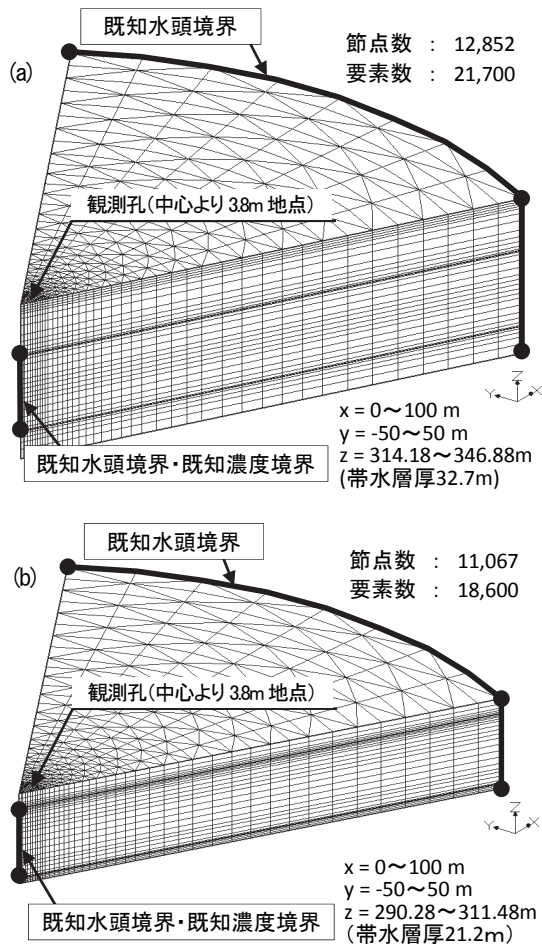 既知水頭境界
節点数 : 12,852
(a)
要素数 : 21,700
観測孔(中心より 3.8m 地点)
Z
Y X
既知水頭境界・既知濃度境界
x = 0～100 m
y = -50～50 m
z = 314.18～346.88m
(帯水層厚32.7m)
既知水頭境界
節点数 : 11,067
(b)
要素数 : 18,600
観測孔(中心より 3.8m 地点)
Z
Y X
既知水頭境界・既知濃度境界
x = 0～100 m
y = -50～50 m
z = 290.28～311.48m
(帯水層厚21.2m)